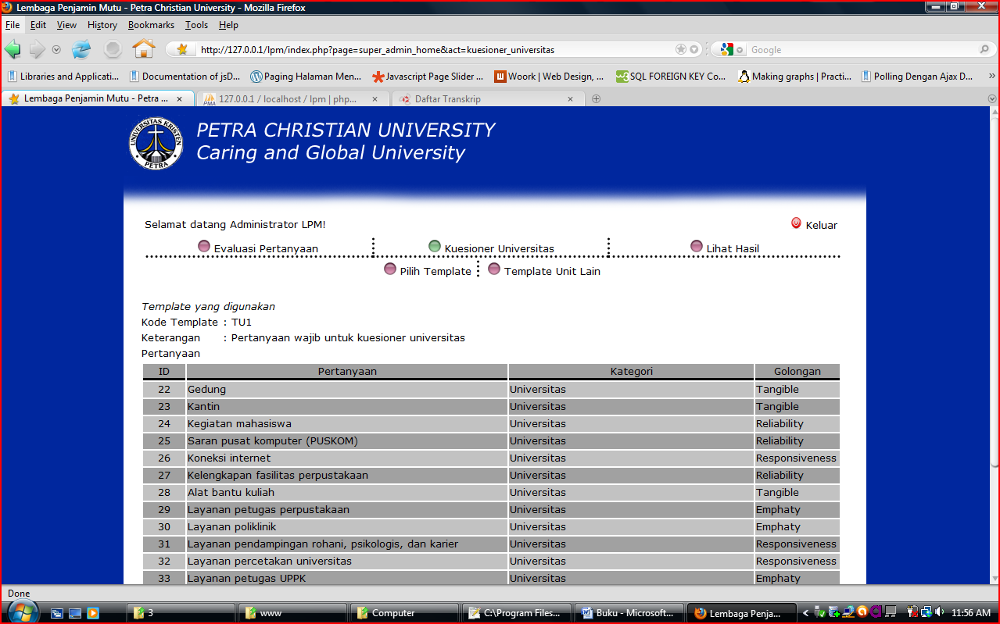 Lembaga Penjamin Mutu - Petra Christian University - Mozilla Firefox
File Edit View History Bookmarks Tools Help
http://127.0.0.1/lpm/index.php?page=super_admin_home&act=kuesioner_universitas Google
Libraries and Applicati... Documentation of jsD... Paging Halaman Men... Javascript Page Slider ... Woork | Web Design, ... SQL FOREIGN KEY Co... Making graphs | Practi... Polling Dengan Ajax D... »
Lembaga Penjamin Mutu - Petra ... 127.0.0.1 / localhost / lpm | php... Daftar Transkrip
UNIVERSITAS KRISTEN PETRA
PETRA CHRISTIAN UNIVERSITY
Caring and Global University
Selamat datang Administrator LPM! Keluar
Evaluasi Pertanyaan Kuesioner Universitas Lihat Hasil
Pilih Template Template Unit Lain
Template yang digunakan
Kode Template : TU1
Keterangan : Pertanyaan wajib untuk kuesioner universitas
Pertanyaan
ID Pertanyaan Kategori Golongan
22 Gedung Universitas Tangible
23 Kantin Universitas Tangible
24 Kegiatan mahasiswa Universitas Reliability
25 Saran pusat komputer (PUSKOM) Universitas Reliability
26 Koneksi internet Universitas Responsiveness
27 Kelengkapan fasilitas perpustakaan Universitas Reliability
28 Alat bantu kuliah Universitas Tangible
29 Layanan petugas perpustakaan Universitas Emphaty
30 Layanan poliklinik Universitas Emphaty
31 Layanan pendampingan rohani, psikologis, dan karier Universitas Responsiveness
32 Layanan percetakan universitas Universitas Responsiveness
33 Layanan petugas UPPK Universitas Emphaty
Done
3 www Computer C:\Program Files... Buku - Microsoft... Lembaga Penja... 11:56 AM